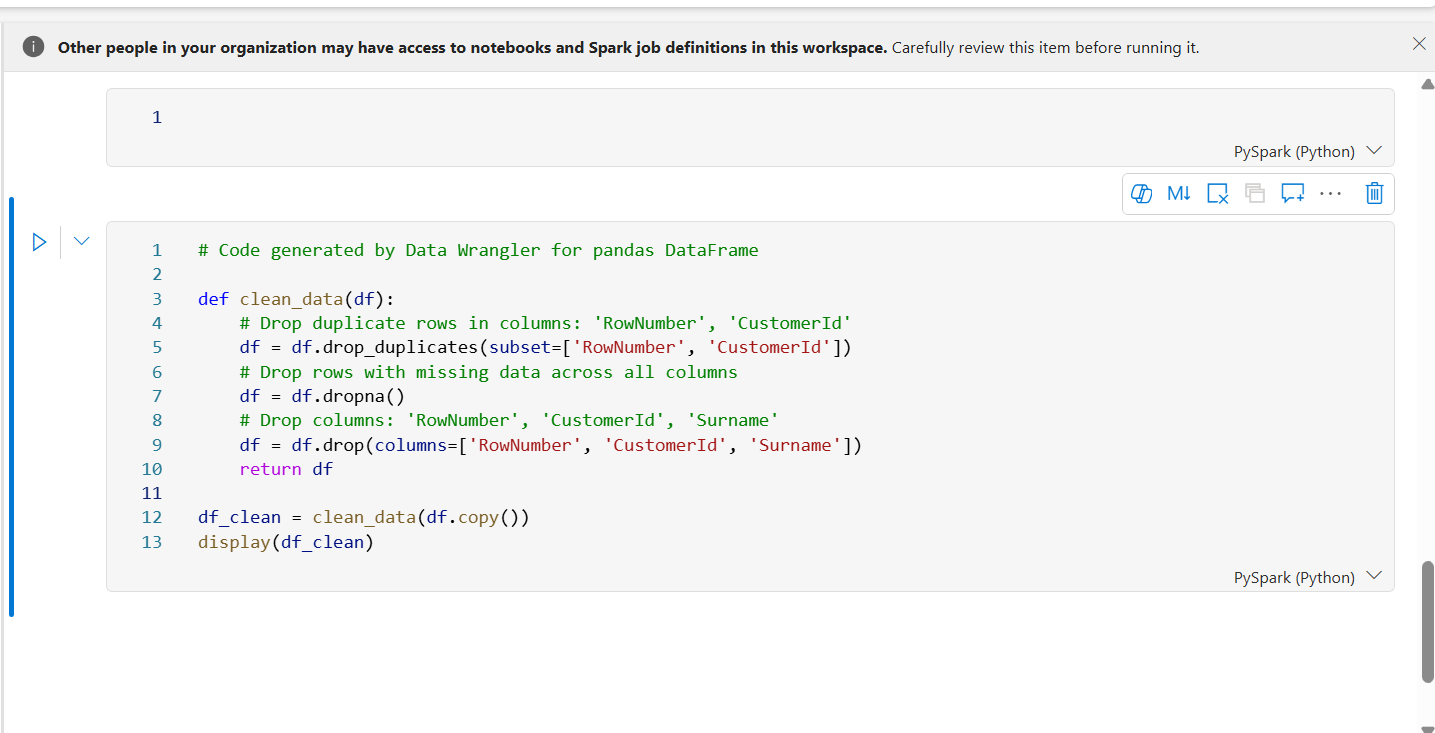 Other people in your organization may have access to notebooks and Spark job definitions in this workspace. Carefully review this item before running it.
1
PySpark (Python)
M↓
1 # Code generated by Data Wrangler for pandas DataFrame
2
3 def clean_data(df):
4     # Drop duplicate rows in columns: 'RowNumber', 'CustomerId'
5     df = df.drop_duplicates(subset=['RowNumber', 'CustomerId'])
6     # Drop rows with missing data across all columns
7     df = df.dropna()
8     # Drop columns: 'RowNumber', 'CustomerId', 'Surname'
9     df = df.drop(columns=['RowNumber', 'CustomerId', 'Surname'])
10     return df
11
12 df_clean = clean_data(df.copy())
13 display(df_clean)
PySpark (Python)